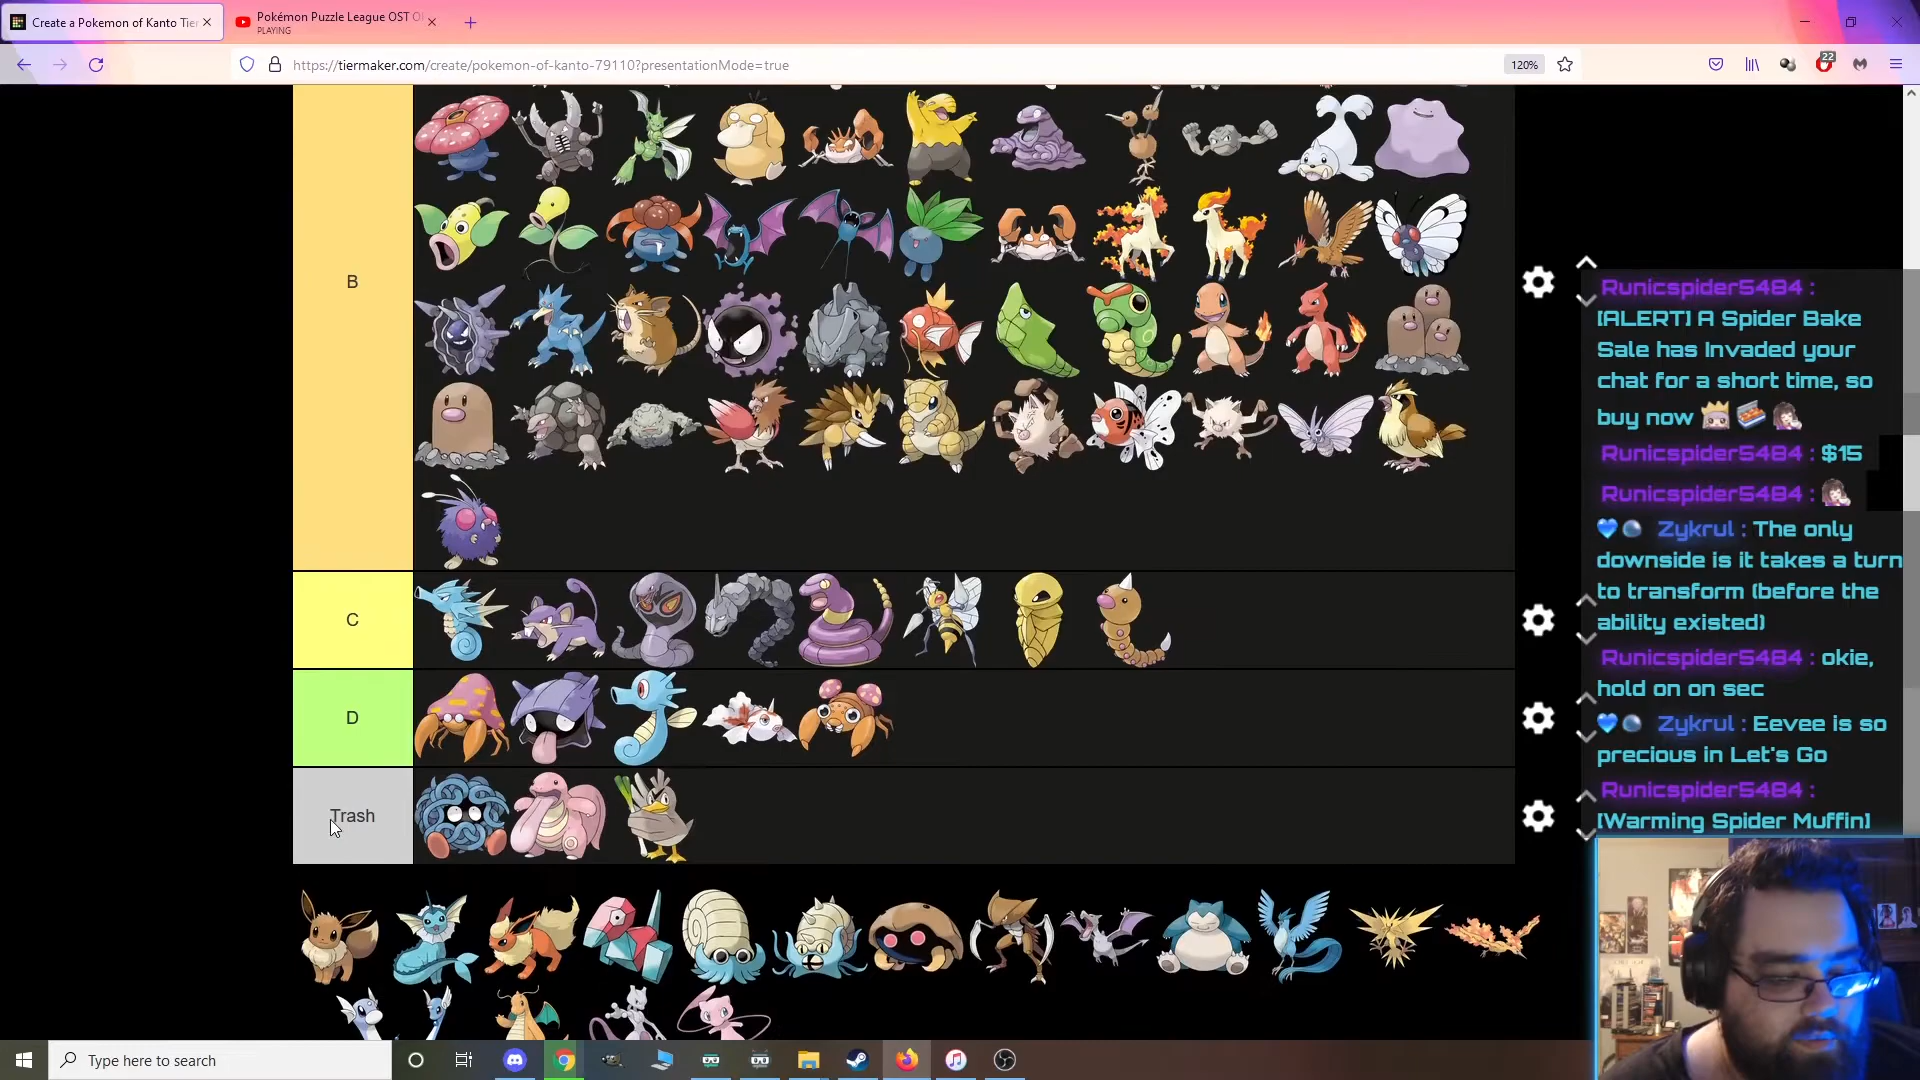 Create a Pokemon of Kanto Tier
Pokémon Puzzle League OST O
PLAYING
https://tiermaker.com/create/pokemon-of-kanto-79110?presentationMode=true
120%
22
B
C
D
Trash
Runicspider5484 :
[ALERT] A Spider Bake
Sale has Invaded your
chat for a short time, so
buy now
Runicspider5484 : $15
Runicspider5484 :
Zykrul : The only
downside is it takes a turn
to transform (before the
ability existed)
Runicspider5484 : okie,
hold on on sec
Zykrul : Eevee is so
precious in Let's Go
Runicspider5484 :
[Warming Spider Muffin]
Type here to search